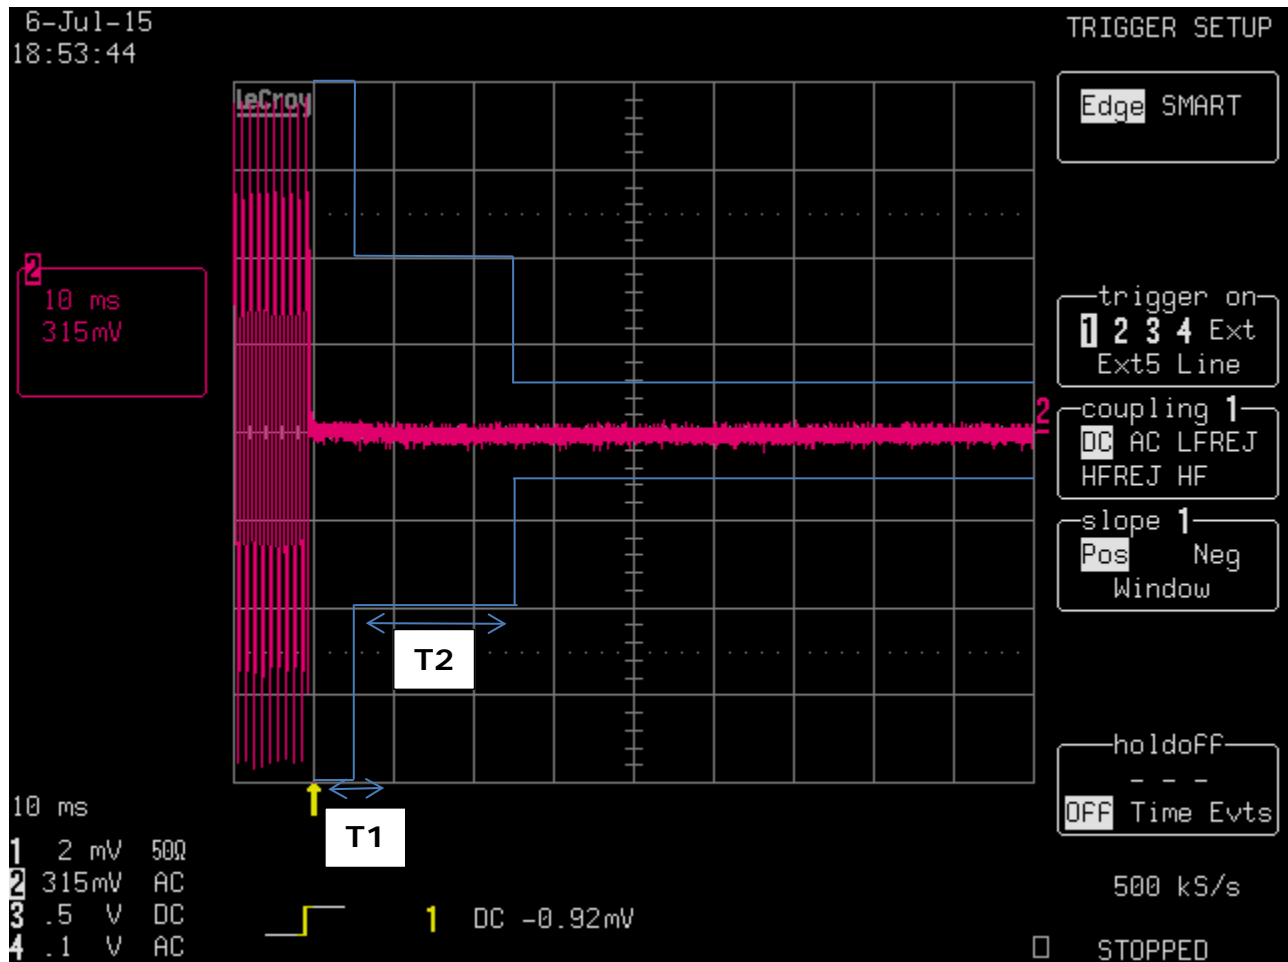 6-Jul-15
18:53:44
TRIGGER SETUP
LeCroy
Edge SMART
2
10 ms
315mV
trigger on
1 2 3 4 Ext
Ext5 Line
2
coupling 1
DC AC LFREJ
HFREJ HF
slope 1
Pos Neg
Window
T2
holdoff
- - -
OFF Time Evts
10 ms
T1
1 2 mV 50Ω
2 315mV AC
3 .5 V DC
4 .1 V AC
1 DC -0.92mV
500 kS/s
STOPPED